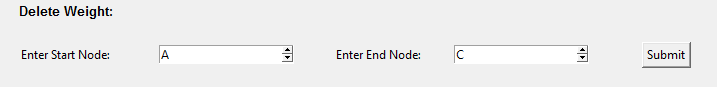 Delete Weight:
Enter Start Node: A Enter End Node: C Submit